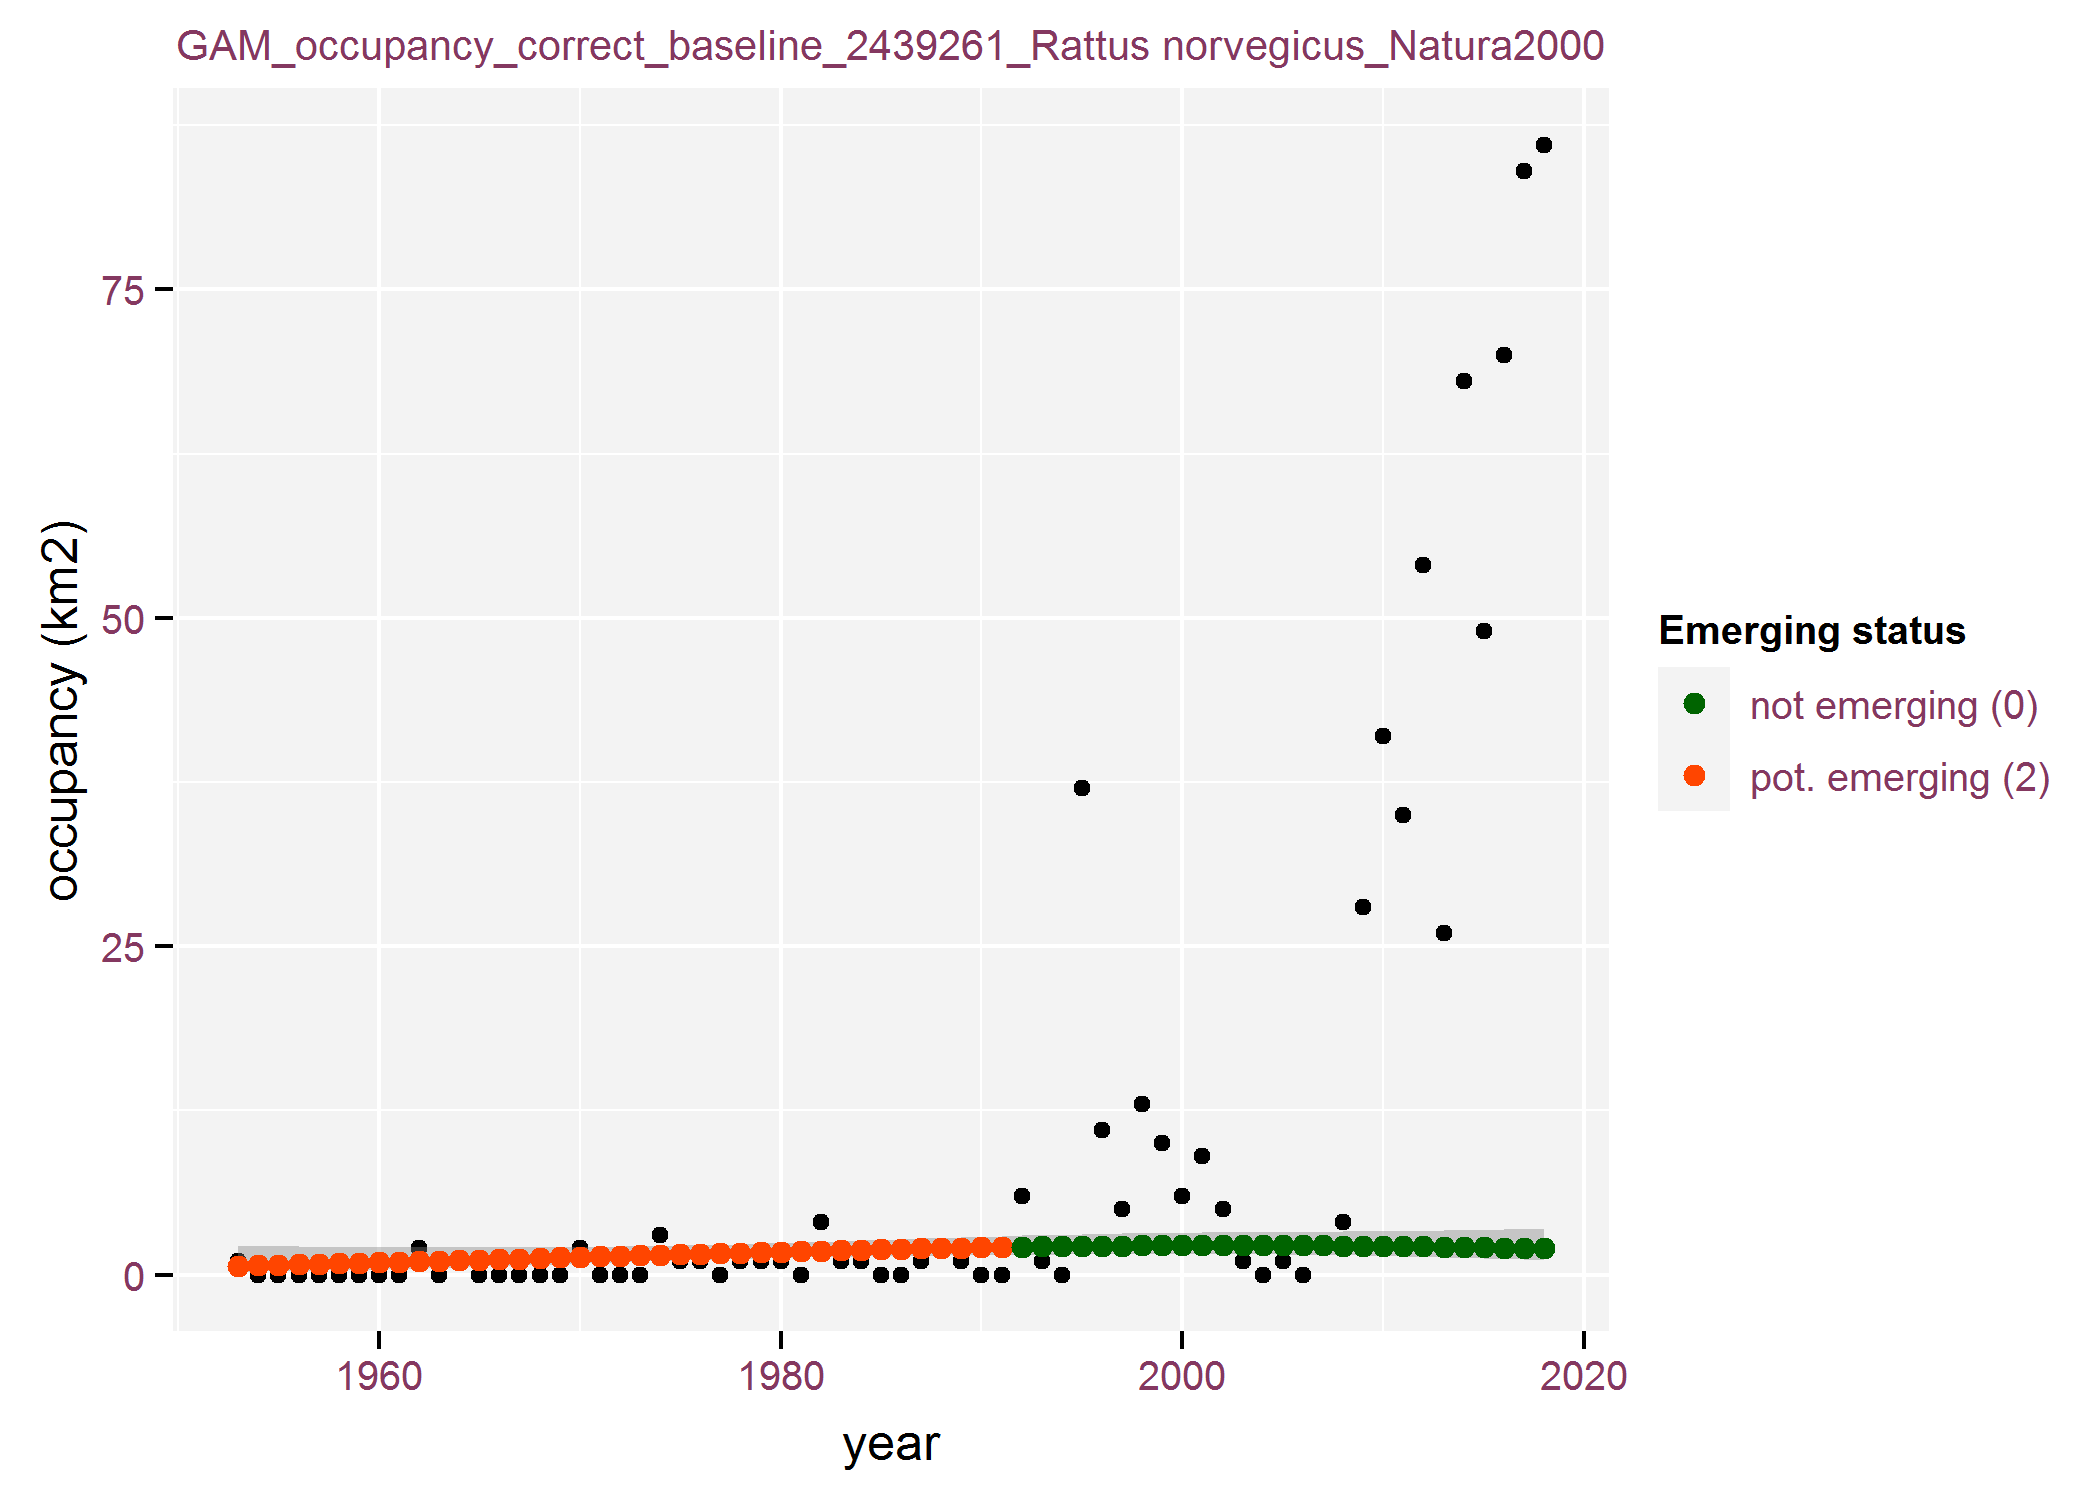 GAM_occupancy_correct_baseline_2439261_Rattus norvegicus_Natura2000
occupancy (km2)
75
50
25
0
1960
1980
2000
2020
year
Emerging status
not emerging (0)
pot. emerging (2)